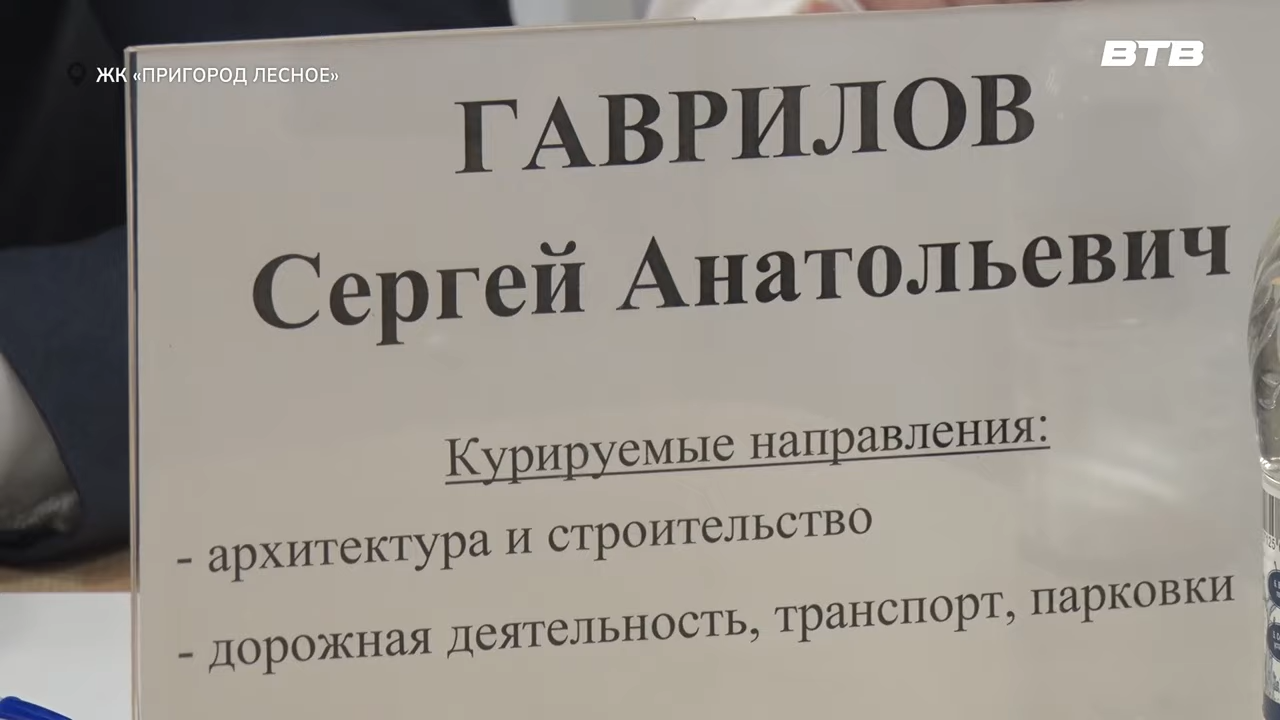 ЖК «ПРИГОРОД ЛЕСНОЕ»
ВТВ
ГАВРИЛОВ
Сергей Анатольевич
Курируемые направления:
- архитектура и строительство
- дорожная деятельность, транспорт, парковки